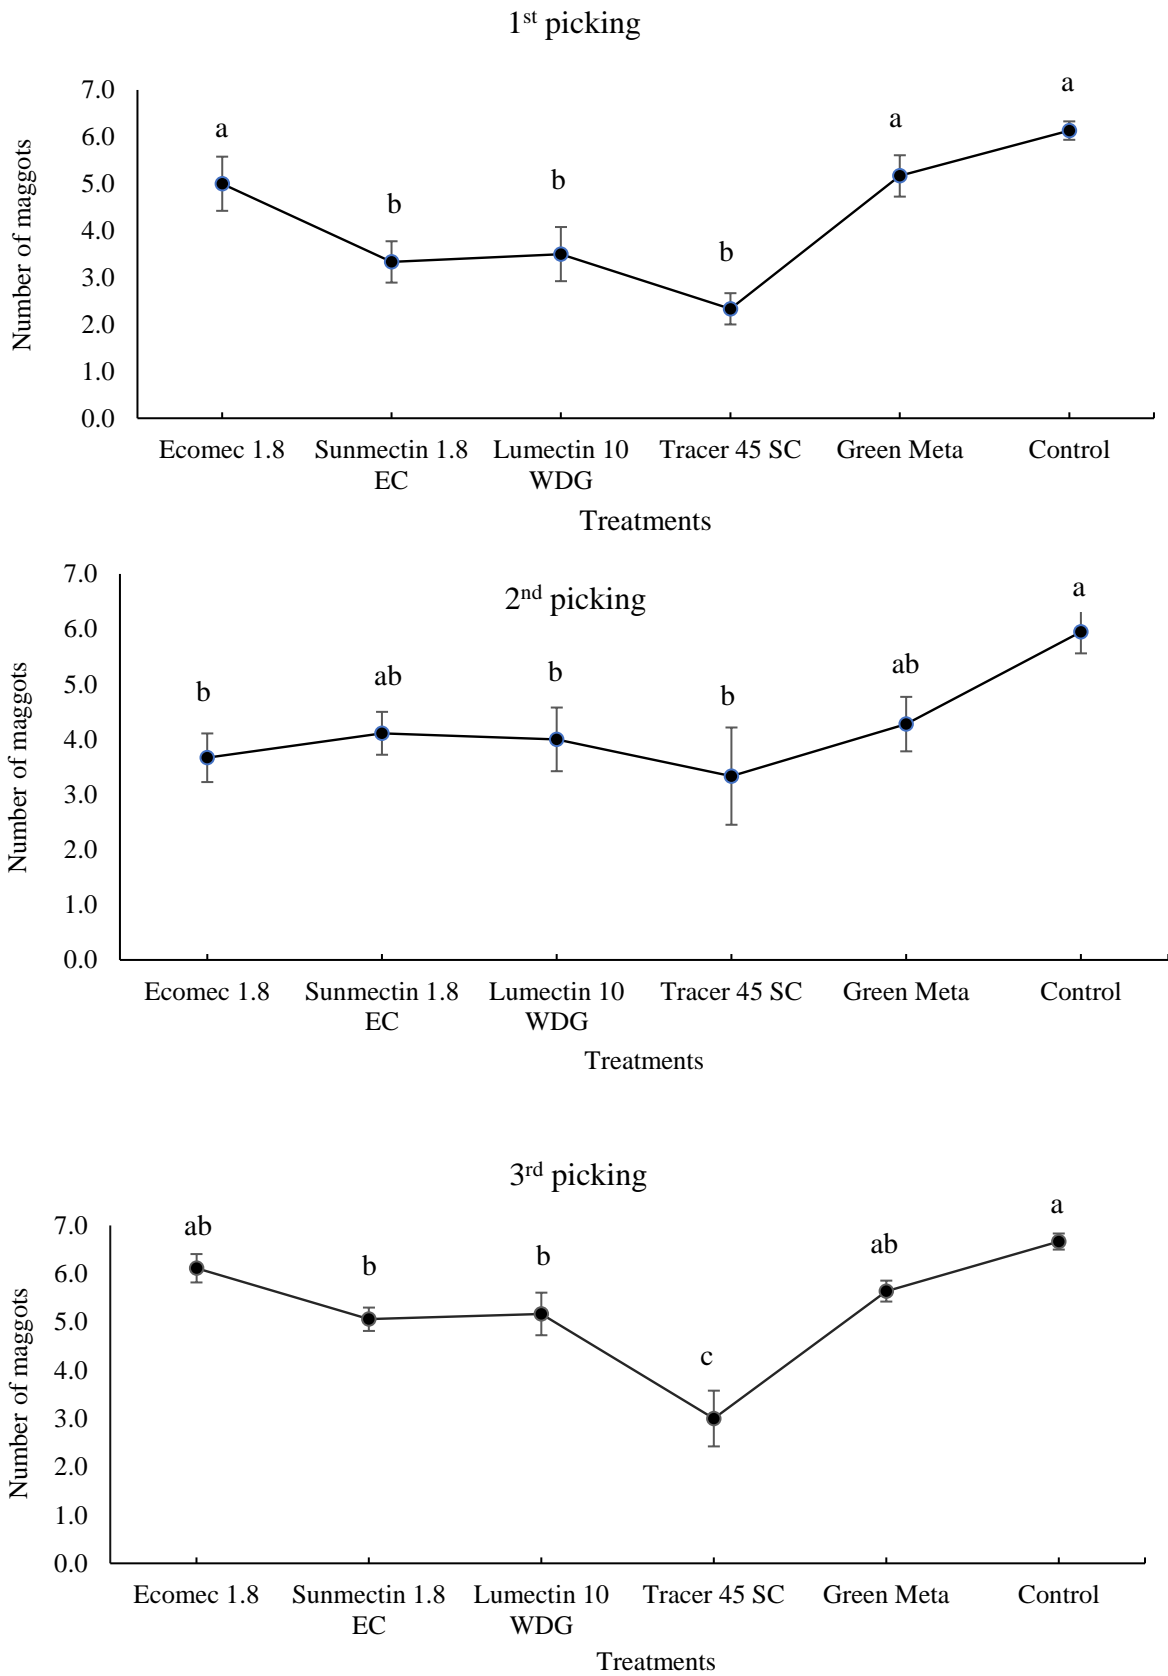 1st picking
7.0
6.0
5.0
4.0
3.0
2.0
1.0
0.0
Number of maggots
a
b
b
b
a
a
Ecomec 1.8
Sunmectin 1.8
EC
Lumectin 10
WDG
Tracer 45 SC
Green Meta
Control
Treatments
2nd picking
7.0
6.0
5.0
4.0
3.0
2.0
1.0
0.0
Number of maggots
b
ab
b
b
ab
a
Ecomec 1.8
Sunmectin 1.8
EC
Lumectin 10
WDG
Tracer 45 SC
Green Meta
Control
Treatments
3rd picking
7.0
6.0
5.0
4.0
3.0
2.0
1.0
0.0
Number of maggots
ab
b
b
c
ab
a
Ecomec 1.8
Sunmectin 1.8
EC
Lumectin 10
WDG
Tracer 45 SC
Green Meta
Control
Treatments